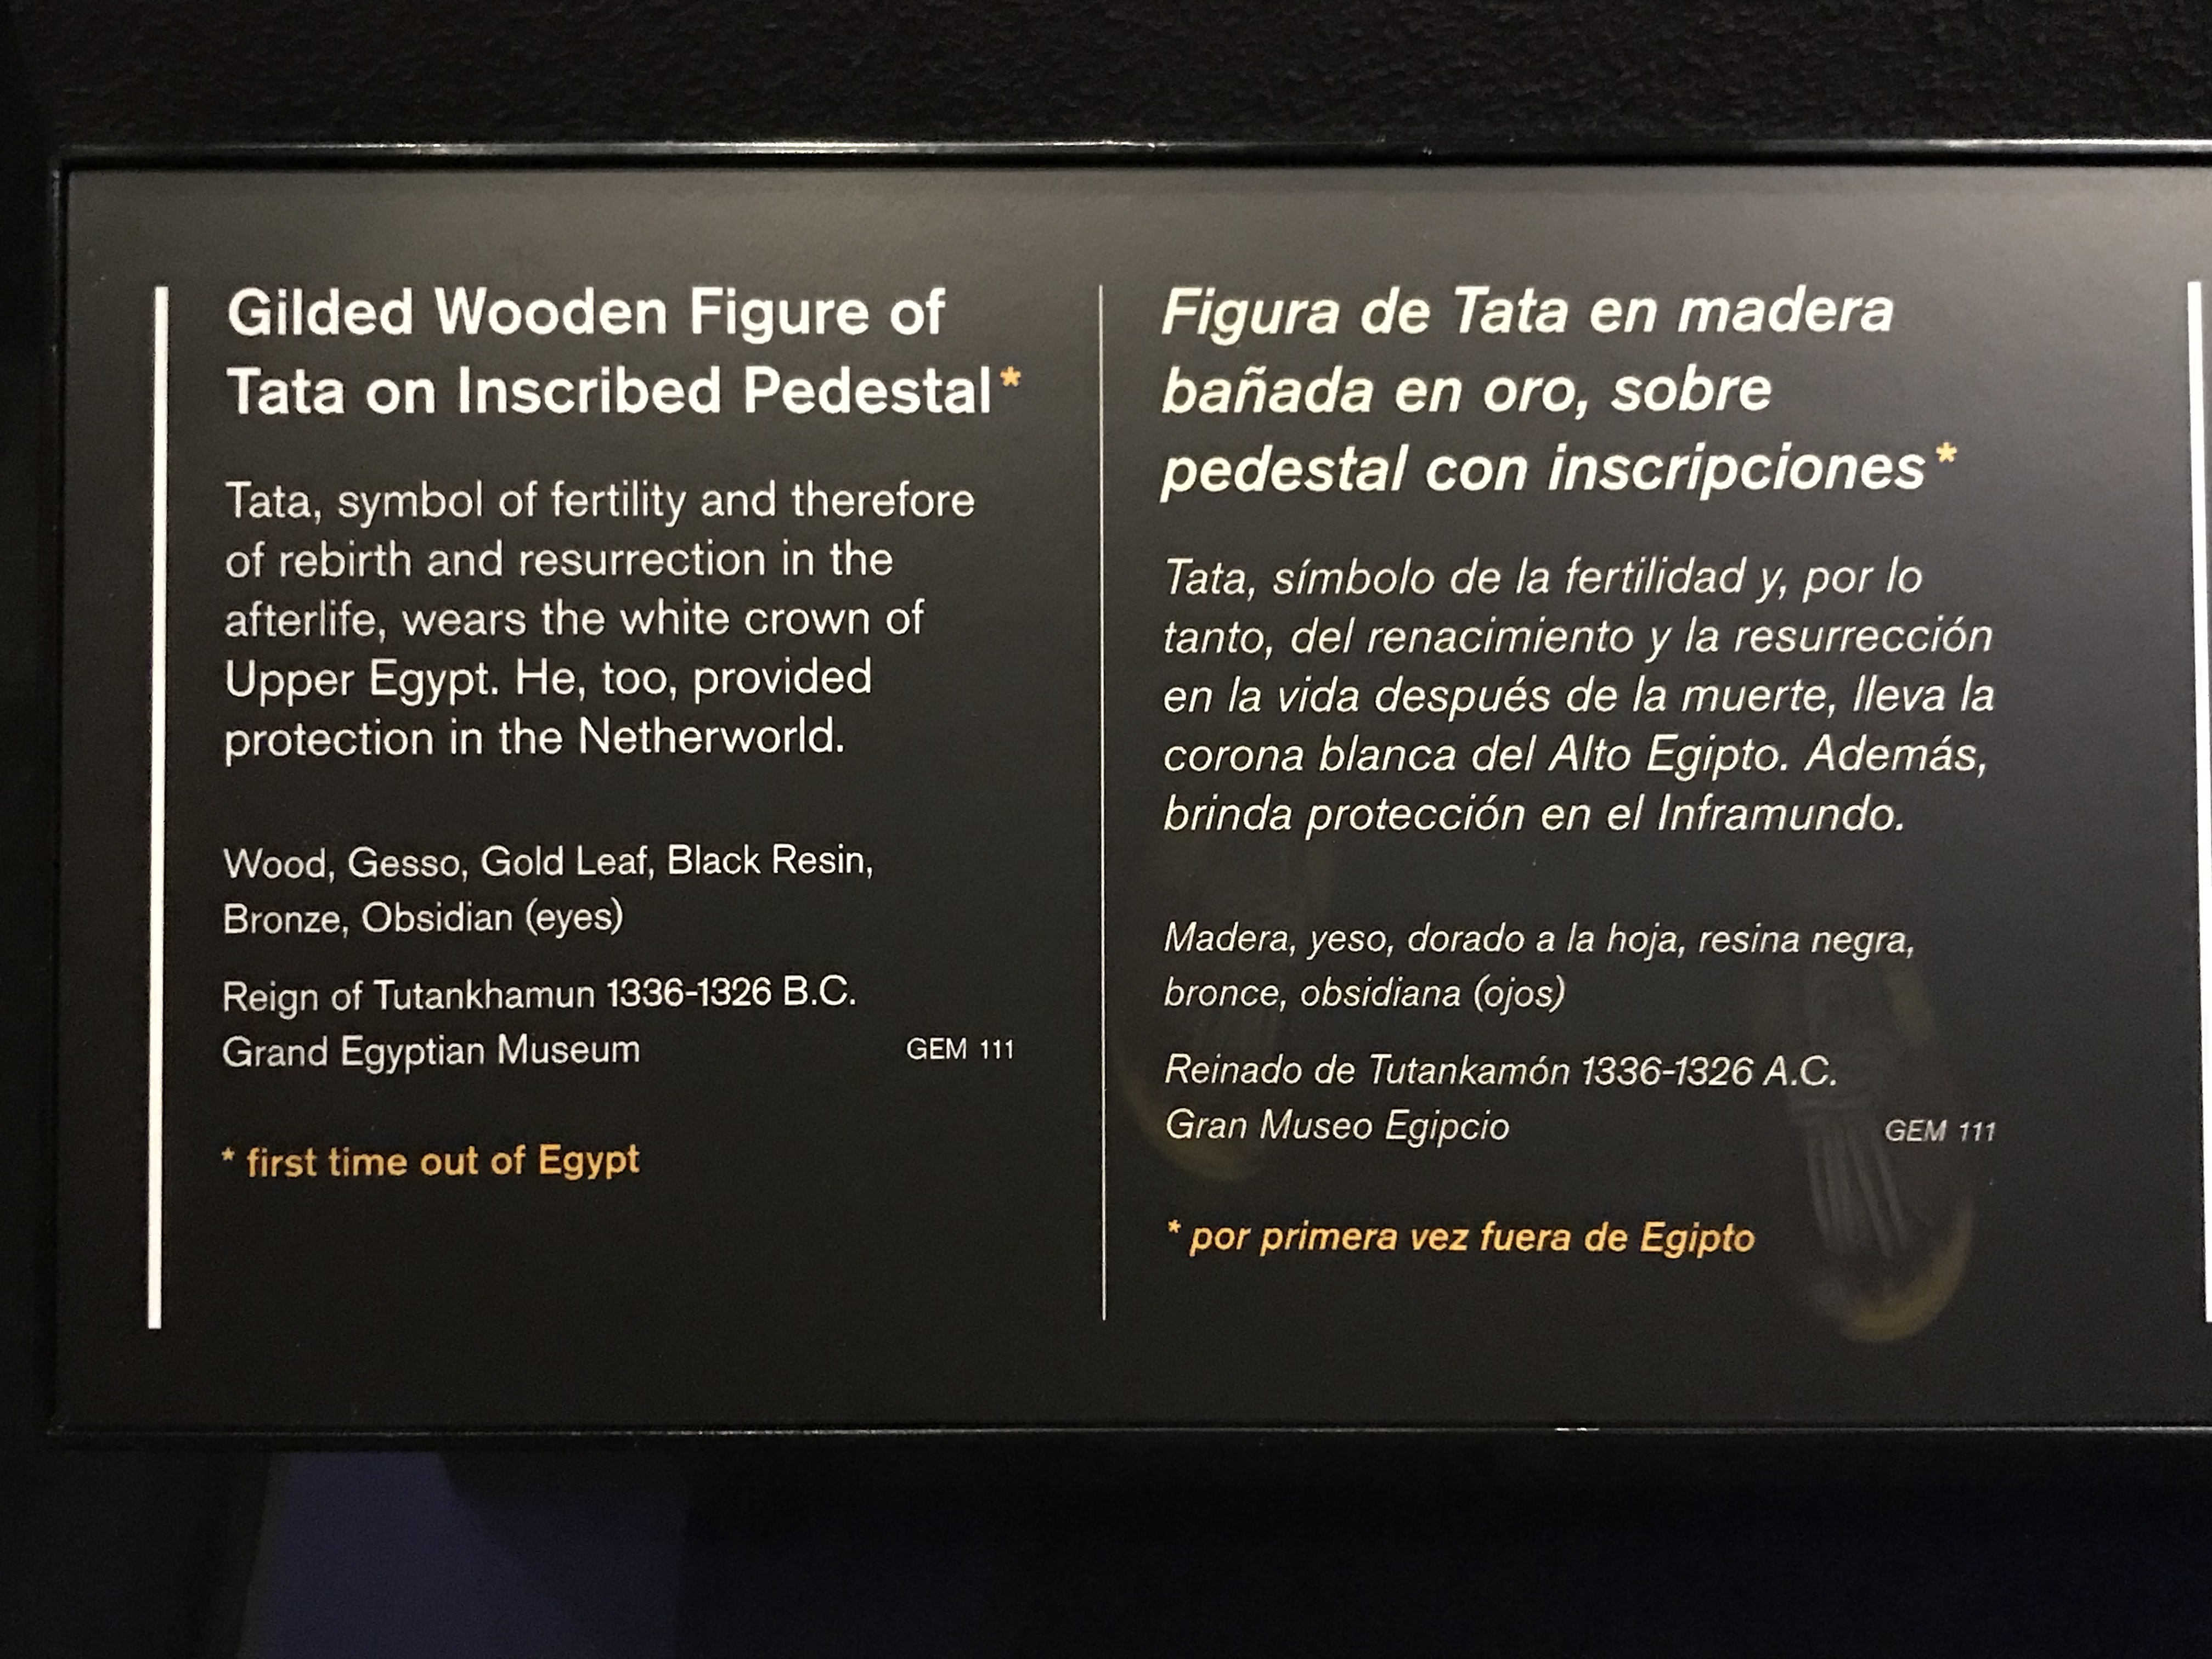 Gilded Wooden Figure of
Tata on Inscribed Pedestal*
Tata, symbol of fertility and therefore
of rebirth and resurrection in the
afterlife, wears the white crown of
Upper Egypt. He, too, provided
protection in the Netherworld.
Wood, Gesso, Gold Leaf, Black Resin,
Bronze, Obsidian (eyes)
Reign of Tutankhamun 1336-1326 B.C.
Grand Egyptian Museum GEM 111
* first time out of Egypt
Figura de Tata en madera
bañada en oro, sobre
pedestal con inscripciones*
Tata, símbolo de la fertilidad y, por lo
tanto, del renacimiento y la resurrección
en la vida después de la muerte, lleva la
corona blanca del Alto Egipto. Además,
brinda protección en el Inframundo.
Madera, yeso, dorado a la hoja, resina negra,
bronce, obsidiana (ojos)
Reinado de Tutankamón 1336-1326 A.C.
Gran Museo Egipcio GEM 111
* por primera vez fuera de Egipto